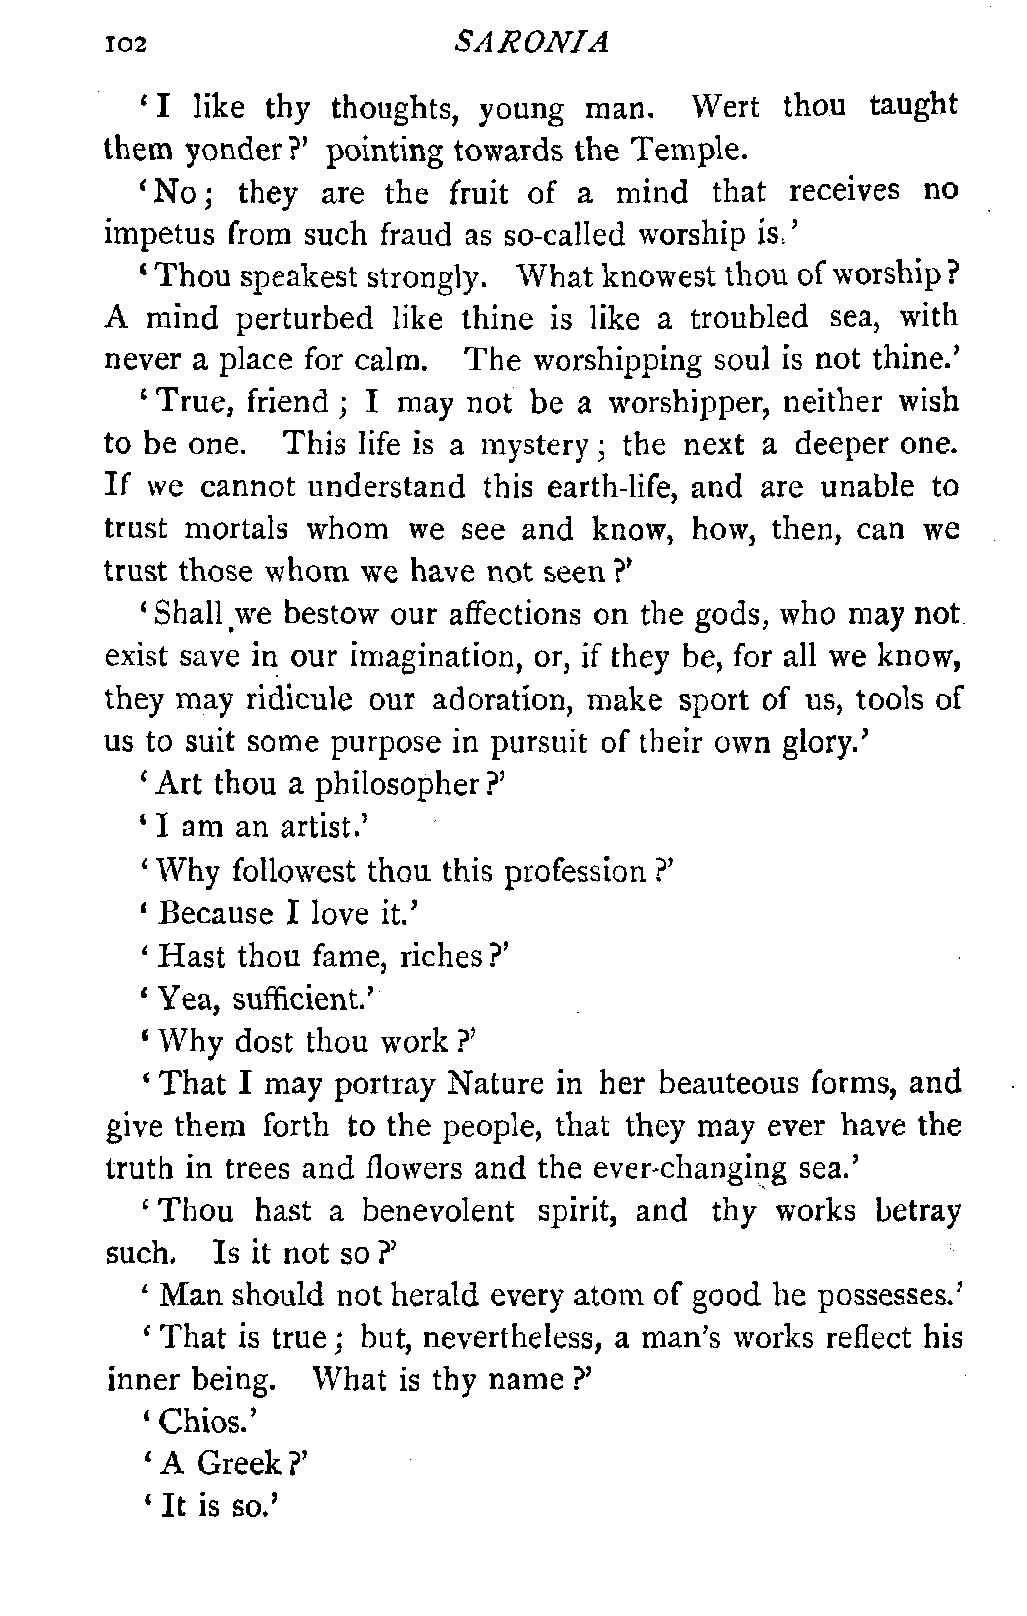 102 SARONIA
‘I like thy thoughts, young man. Wert thou taught
them yonder?’ pointing towards the Temple.
‘No; they are the fruit of a mind that receives no
impetus from such fraud as so-called worship is.’
‘Thou speakest strongly. What knowest thou of worship?
A mind perturbed like thine is like a troubled sea, with
never a place for calm. The worshipping soul is not thine.’
‘True, friend; I may not be a worshipper, neither wish
to be one. This life is a mystery; the next a deeper one.
If we cannot understand this earth-life, and are unable to
trust mortals whom we see and know, how, then, can we
trust those whom we have not seen?’
‘Shall we bestow our affections on the gods, who may not
exist save in our imagination, or, if they be, for all we know,
they may ridicule our adoration, make sport of us, tools of
us to suit some purpose in pursuit of their own glory.’
‘Art thou a philosopher?’
‘I am an artist.’
‘Why followest thou this profession?’
‘Because I love it.’
‘Hast thou fame, riches?’
‘Yea, sufficient.’
‘Why dost thou work?’
‘That I may portray Nature in her beauteous forms, and
give them forth to the people, that they may ever have the
truth in trees and flowers and the ever-changing sea.’
‘Thou hast a benevolent spirit, and thy works betray
such. Is it not so?’
‘Man should not herald every atom of good he possesses.’
‘That is true; but, nevertheless, a man’s works reflect his
inner being. What is thy name?’
‘Chios.’
‘A Greek?’
‘It is so.’